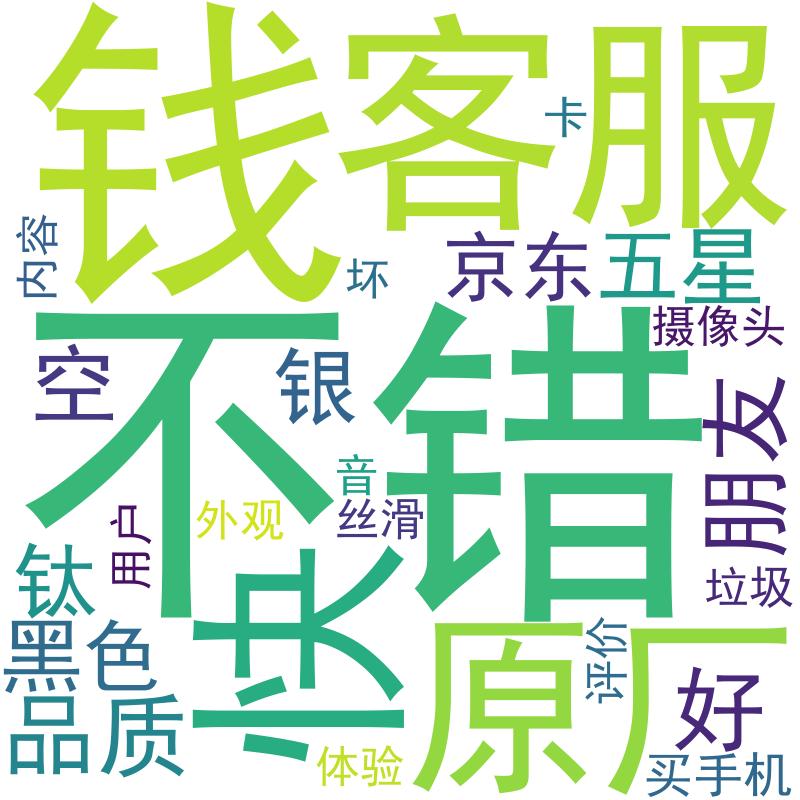 钱
客服
卡
内容
坏
京东
五星
不错
摄像头
空
银
朋友
音
用户
外观
丝滑
钛
快
垃圾
黑色
原厂
评价
好
品质
体验
买手机